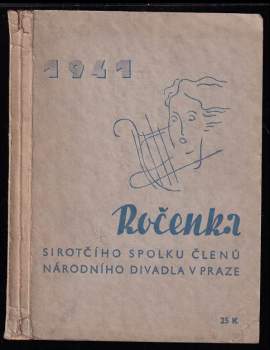 1941
Ročenka
SIROTČÍHO SPOLKU ČLENŮ
NÁRODNÍHO DIVADLA V PRAZE
25 K